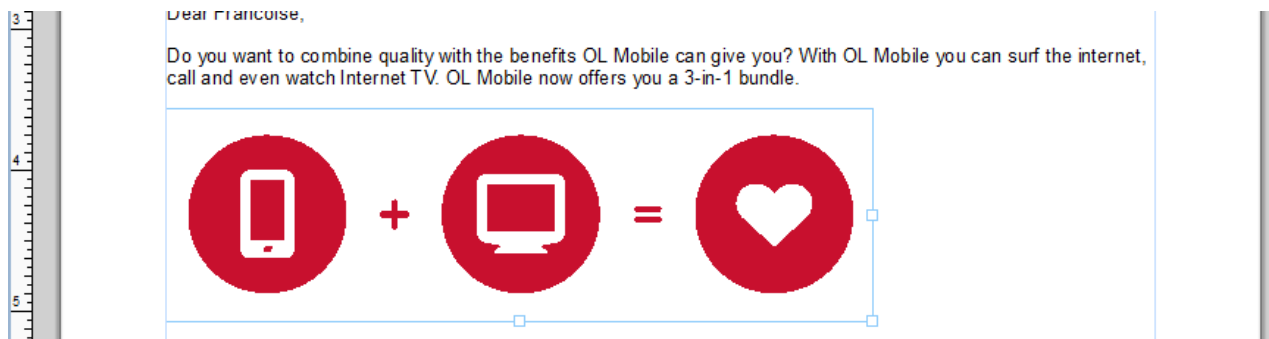 Dear Francoise,
Do you want to combine quality with the benefits OL Mobile can give you? With OL Mobile you can surf the internet,
call and even watch Internet TV. OL Mobile now offers you a 3-in-1 bundle.
3
4
+ =
5